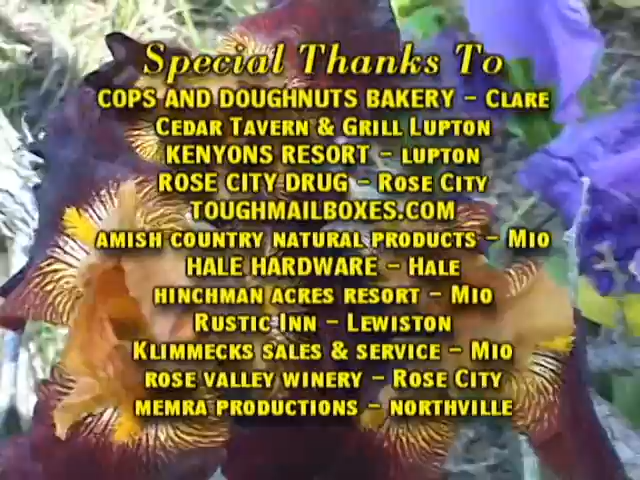 Special Thanks To
COPS AND DOUGHNUTS BAKERY – CLARE
CEDAR TAVERN & GRILL LUPTON
KENYONS RESORT – LUPTON
ROSE CITY DRUG – ROSE CITY
TOUGHMAILBOXES.COM
AMISH COUNTRY NATURAL PRODUCTS – MIO
HALE HARDWARE – HALE
HINCHMAN ACRES RESORT – MIO
RUSTIC INN – LEWISTON
KLIMMECKS SALES & SERVICE – MIO
ROSE VALLEY WINERY – ROSE CITY
MEMRA PRODUCTIONS – NORTHVILLE